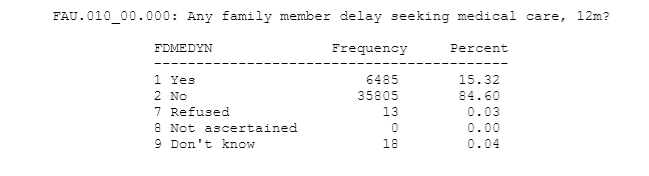 FAU.010_00.000: Any family member delay seeking medical care, 12m?
FDMEDYN Frequency Percent
1 Yes 6485 15.32
2 No 35805 84.60
7 Refused 13 0.03
8 Not ascertained 0 0.00
9 Don't know 18 0.04